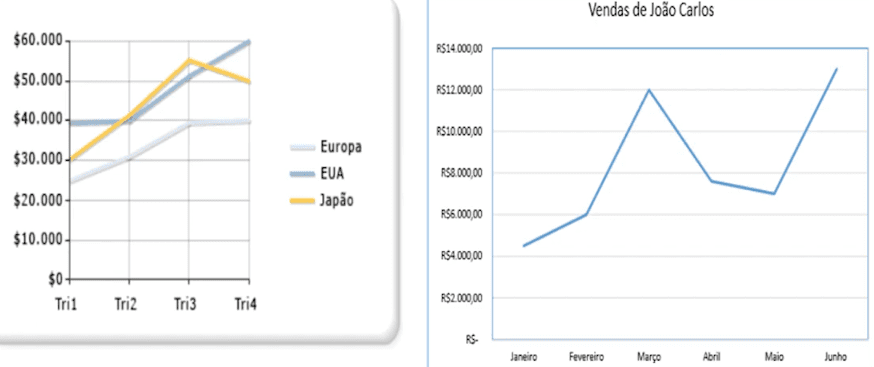 $60.000
$50.000
$40.000
$30.000
$20.000
$10.000
$0
Tri1 Tri2 Tri3 Tri4
Europa
EUA
Japão
Vendas de João Carlos
R$14.000,00
R$12.000,00
R$10.000,00
R$8.000,00
R$6.000,00
R$4.000,00
R$2.000,00
R$-
Janeiro Fevereiro Março Abril Maio Junho